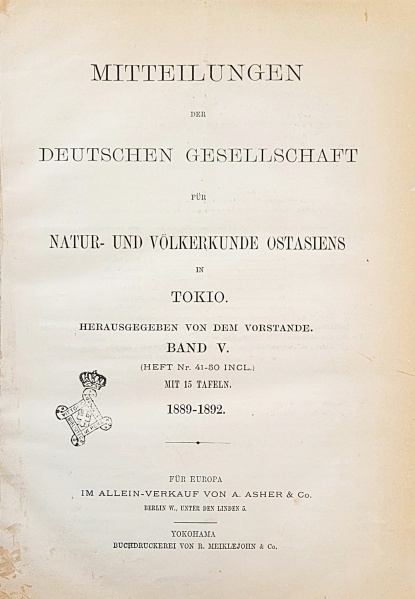 MITTEILUNGEN
DER
DEUTSCHEN GESELLSCHAFT
FÜR
NATUR- UND VÖLKERKUNDE OSTASIENS
IN
TOKIO.
HERAUSGEGEBEN VON DEM VORSTANDE.
BAND V.
(HEFT Nr. 41-50 INCL.)
MIT 15 TAFELN.
1889-1892.
FÜR EUROPA
IM ALLEIN-VERKAUF VON A. ASHER & Co.
BERLIN W., UNTER DEN LINDEN 5.
YOKOHAMA
BUCHDRUCKEREI VON R. MEIKLEJOHN & Co.